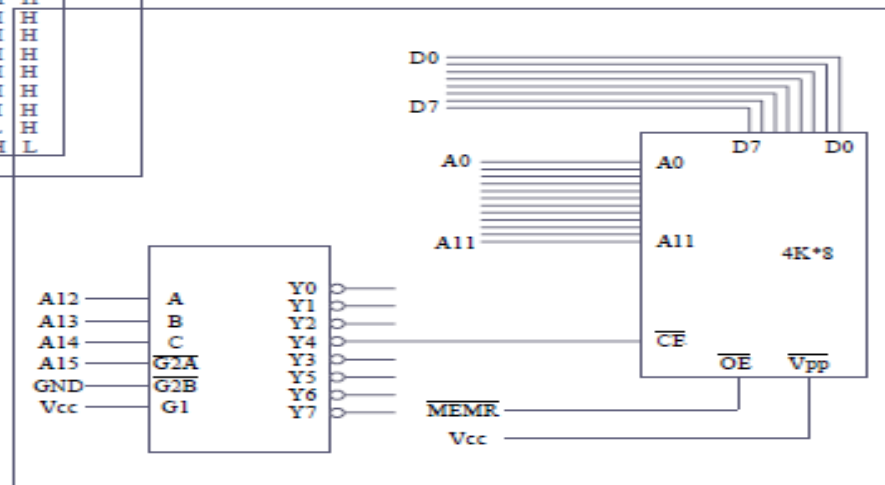 H
H
H
H
H
H
H
L
D0
D7
D7 D0
A0 A0
A11 A11
4K*8
A12 A Y0
Y1
A13 B Y2
A14 C Y4 CE
A15 G2A Y3
GND G2B Y5
Vcc G1 Y6
Y7
OE Vpp
MEMR
Vcc